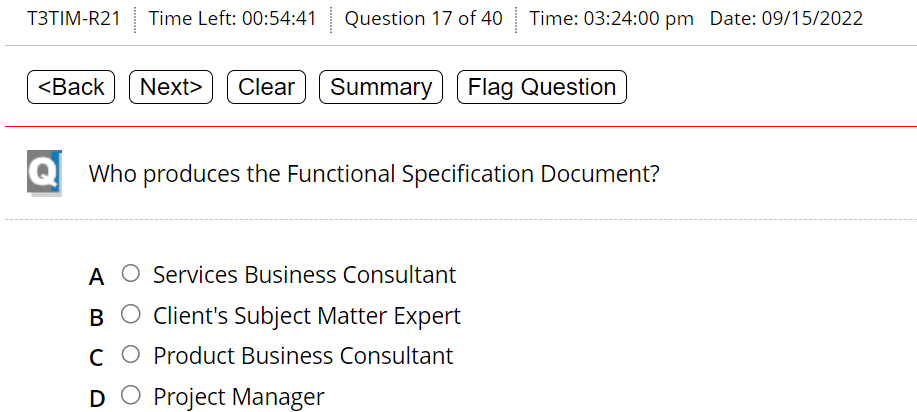 T3TIM-R21 Time Left: 00:54:41 Question 17 of 40 Time: 03:24:00 pm Date: 09/15/2022
<Back Next> Clear Summary Flag Question
Q Who produces the Functional Specification Document?
A Services Business Consultant
B Client's Subject Matter Expert
C Product Business Consultant
D Project Manager